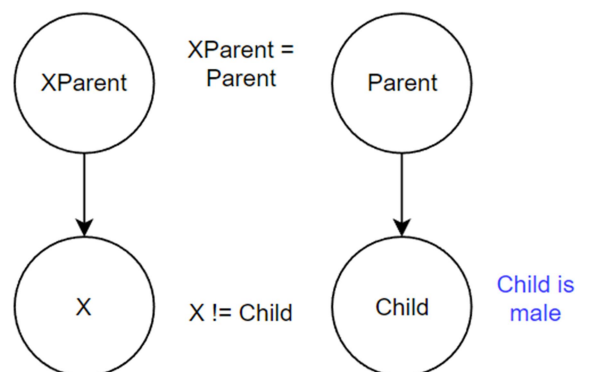 XParent
XParent =
Parent
Parent
X
X != Child
Child
Child is
male